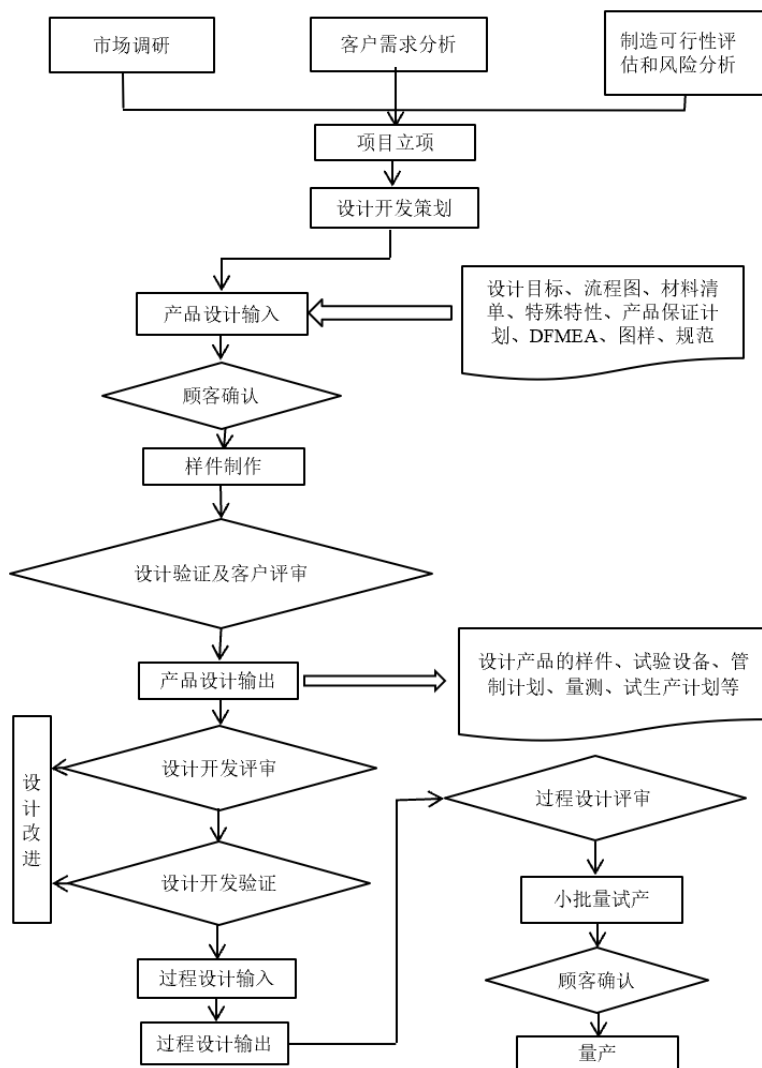 市场调研
客户需求分析
制造可行性评
估和风险分析
项目立项
设计开发策划
产品设计输入
设计目标、流程图、材料清
单、特殊特性、产品保证计
划、DFMEA、图样、规范
顾客确认
样件制作
设计验证及客户评审
产品设计输出
设计产品的样件、试验设备、管
制计划、量测、试生产计划等
设计开发评审
设
计
改
进
设计开发验证
过程设计输入
过程设计输出
过程设计评审
小批量试产
顾客确认
量产